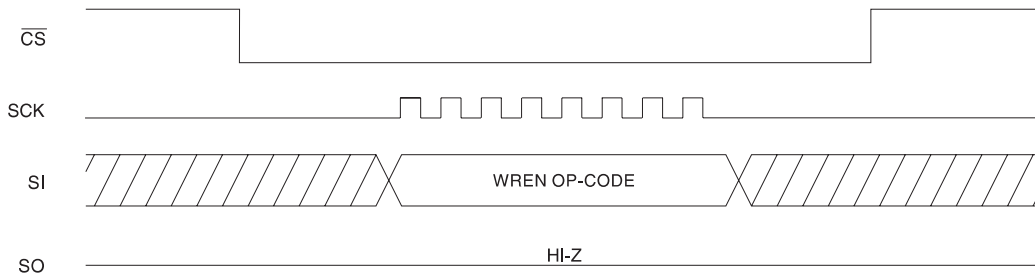 CS
SCK
SI
WREN OP-CODE
SO
HI-Z